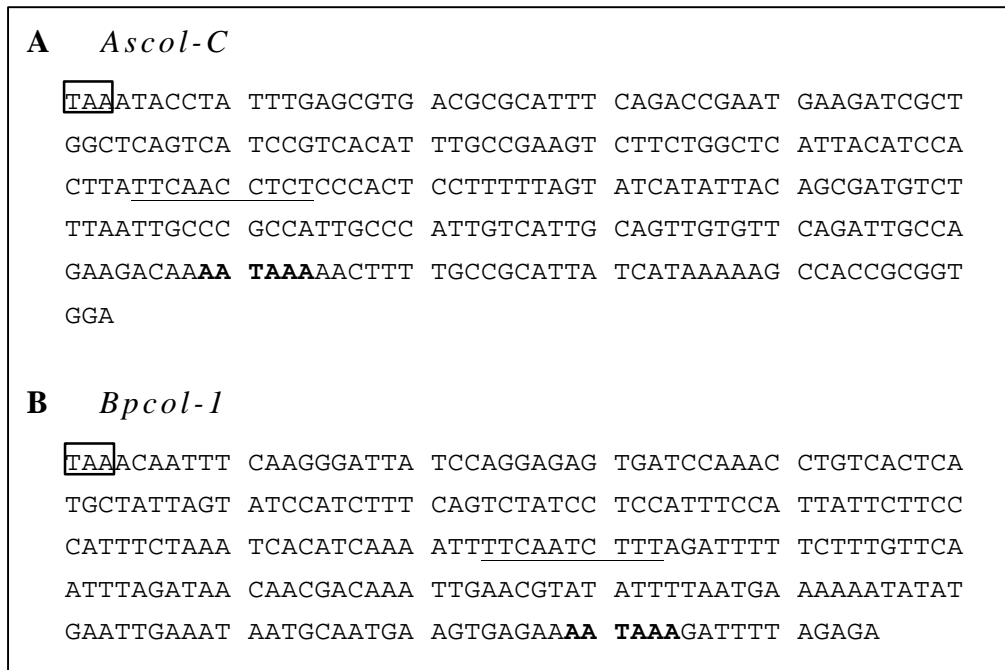 A Ascol-C
TAAATACCTA TTTGAGCGTG ACGCGCATTT CAGACCGAAT GAAGATCGCT
GGCTCAGTCA TCCGTCACAT TTGCCGAAGT CTTCTGGCTC ATTACATCCA
CTTATTCAAC CTCTCCCACT CCTTTTTAGT ATCATATTAC AGCGATGTCT
TTAATTGCCC GCCATTGCCC ATTGTCATTG CAGTTGTGTT CAGATTGCCA
GAAGACAAAA TAAAAACTTT TGCCGCATTA TCATAAAAAG CCACCGCGGT
GGA
B Bpcol-1
TAAACAATTT CAAGGGATTA TCCAGGAGAG TGATCCAAAC CTGTCACTCA
TGCTATTAGT ATCCATCTTT CAGTCTATCC TCCATTTCCA TTATTCTTCC
CATTTCTAAA TCACATCAAA ATTTTCAATC TTTAGATTTT TCTTTGTTCA
ATTTAGATAA CAACGACAAA TTGAACGTAT ATTTTAATGA AAAAATATAT
GAATTGAAAT AATGCAATGA AGTGAGAAAA TAAAGATTTT AGAGA